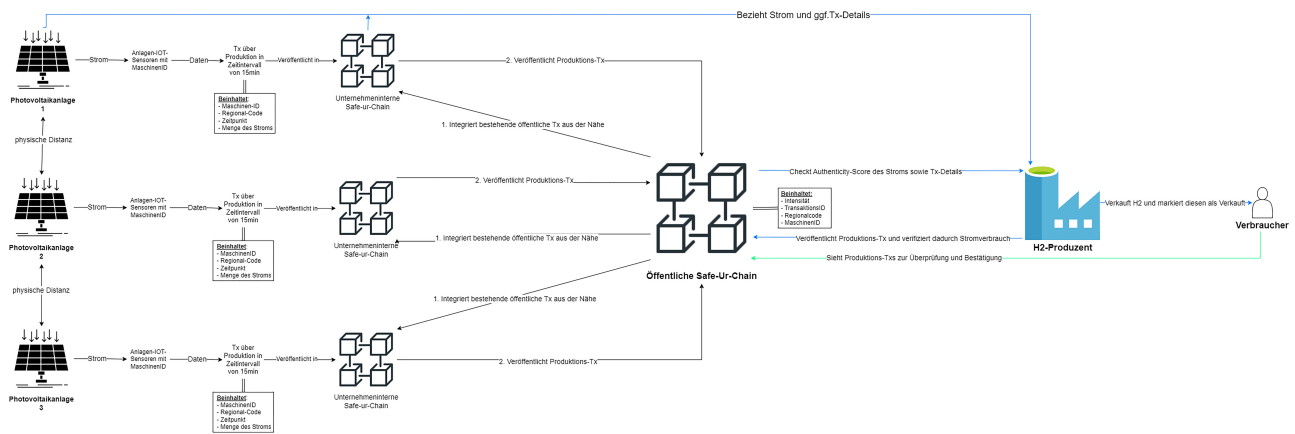 Bezieht Strom und ggf.Tx-Details
Strom
Anlagen-IOT-
Sensoren mit
MaschinenID
Daten
Tx über
Produktion in
Zeitintervall
von 15min
Veröffentlicht in
2. Veröffentlicht Produktions-Tx
Photovoltaikanlage
1
Beinhaltet:
- Maschinen-ID
- Regional-Code
- Zeitpunkt
- Menge des Stroms
Unternehmeninterne
Safe-ur-Chain
1. Integriert bestehende öffentliche Tx aus der Nähe
physische Distanz
Strom
Anlagen-IOT-
Sensoren mit
MaschinenID
Daten
Tx über
Produktion in
Zeitintervall
von 15min
Veröffentlicht in
2. Veröffentlicht Produktions-Tx
Photovoltaikanlage
2
Beinhaltet:
- MaschinenID
- Regional-Code
- Zeitpunkt
- Menge des Stroms
Unternehmeninterne
Safe-ur-Chain
1. Integriert bestehende öffentliche Tx aus der Nähe
Öffentliche Safe-Ur-Chain
Checkt Authenticity-Score des Stroms sowie Tx-Details
Beinhaltet:
- Intensität
- TransaktionsID
- Regionalcode
- MaschinenID
Veröffentlicht Produktions-Tx und verifiziert dadurch Stromverbrauch
H2-Produzent
Verkauft H2 und markiert diesen als Verkauft
Verbraucher
Sieht Produktions-Txs zur Überprüfung und Bestätigung
physische Distanz
1. Integriert bestehende öffentliche Tx aus der Nähe
Strom
Anlagen-IOT-
Sensoren mit
MaschinenID
Daten
Tx über
Produktion in
Zeitintervall
von 15min
Veröffentlicht in
2. Veröffentlicht Produktions-Tx
Photovoltaikanlage
3
Beinhaltet:
- MaschinenID
- Regional-Code
- Zeitpunkt
- Menge des Stroms
Unternehmeninterne
Safe-ur-Chain